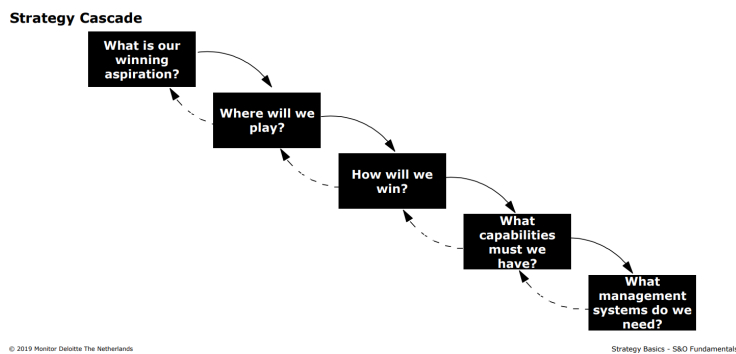 Strategy Cascade
What is our
winning
aspiration?
Where will we
play?
How will we
win?
What
capabilities
must we
have?
What
management
systems do we
need?
© 2019 Monitor Deloitte The Netherlands
Strategy Basics - S&O Fundamentals